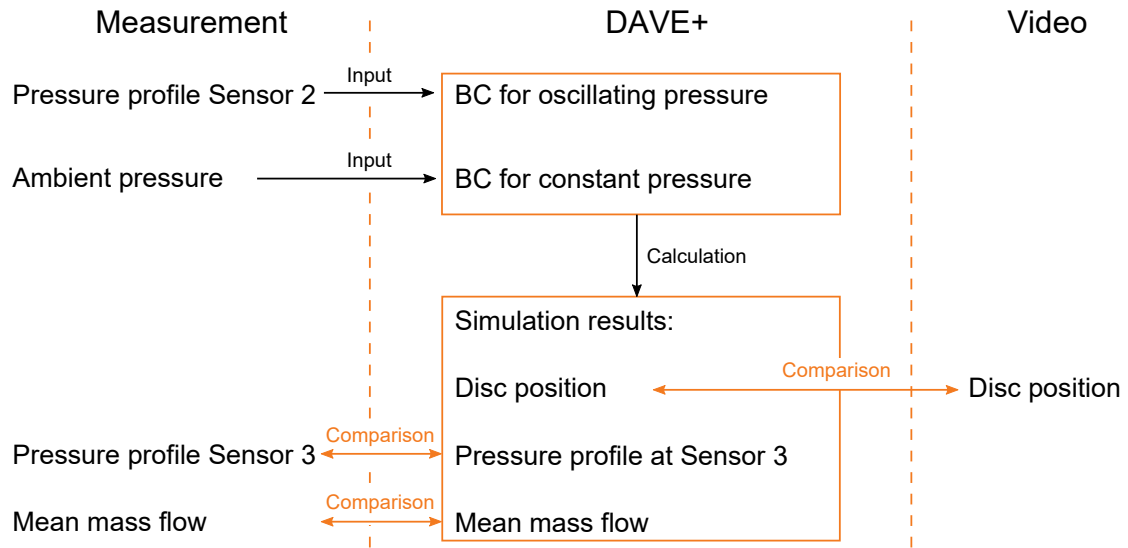 Measurement
DAVE+
Video
Input
Pressure profile Sensor 2
BC for oscillating pressure
Input
Ambient pressure
BC for constant pressure
Calculation
Simulation results:
Comparison
Disc position
Disc position
Comparison
Pressure profile Sensor 3
Pressure profile at Sensor 3
Comparison
Mean mass flow
Mean mass flow